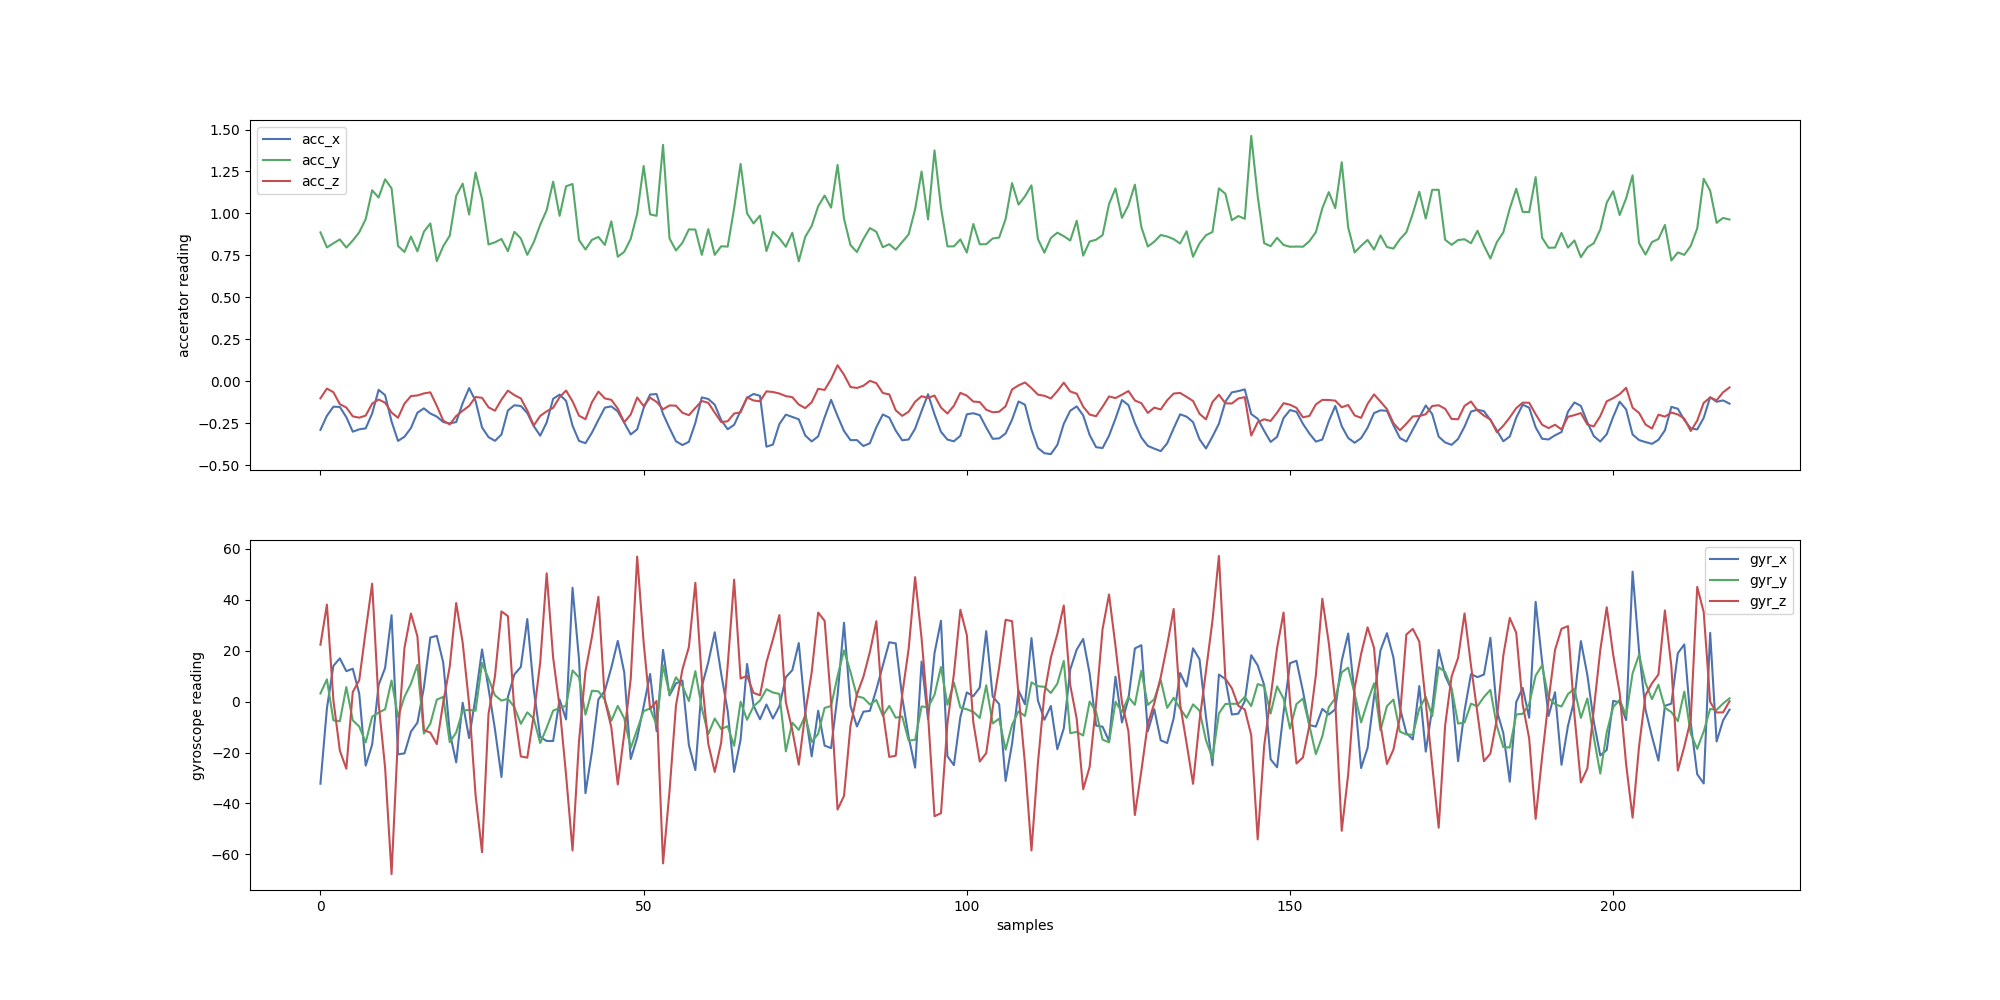 1.50
1.25
1.00
0.75
0.50
0.25
0.00
−0.25
−0.50
accerator reading
acc_x
acc_y
acc_z
60
40
20
0
−20
−40
−60
gyroscope reading
gyr_x
gyr_y
gyr_z
0 50 100 150 200
samples